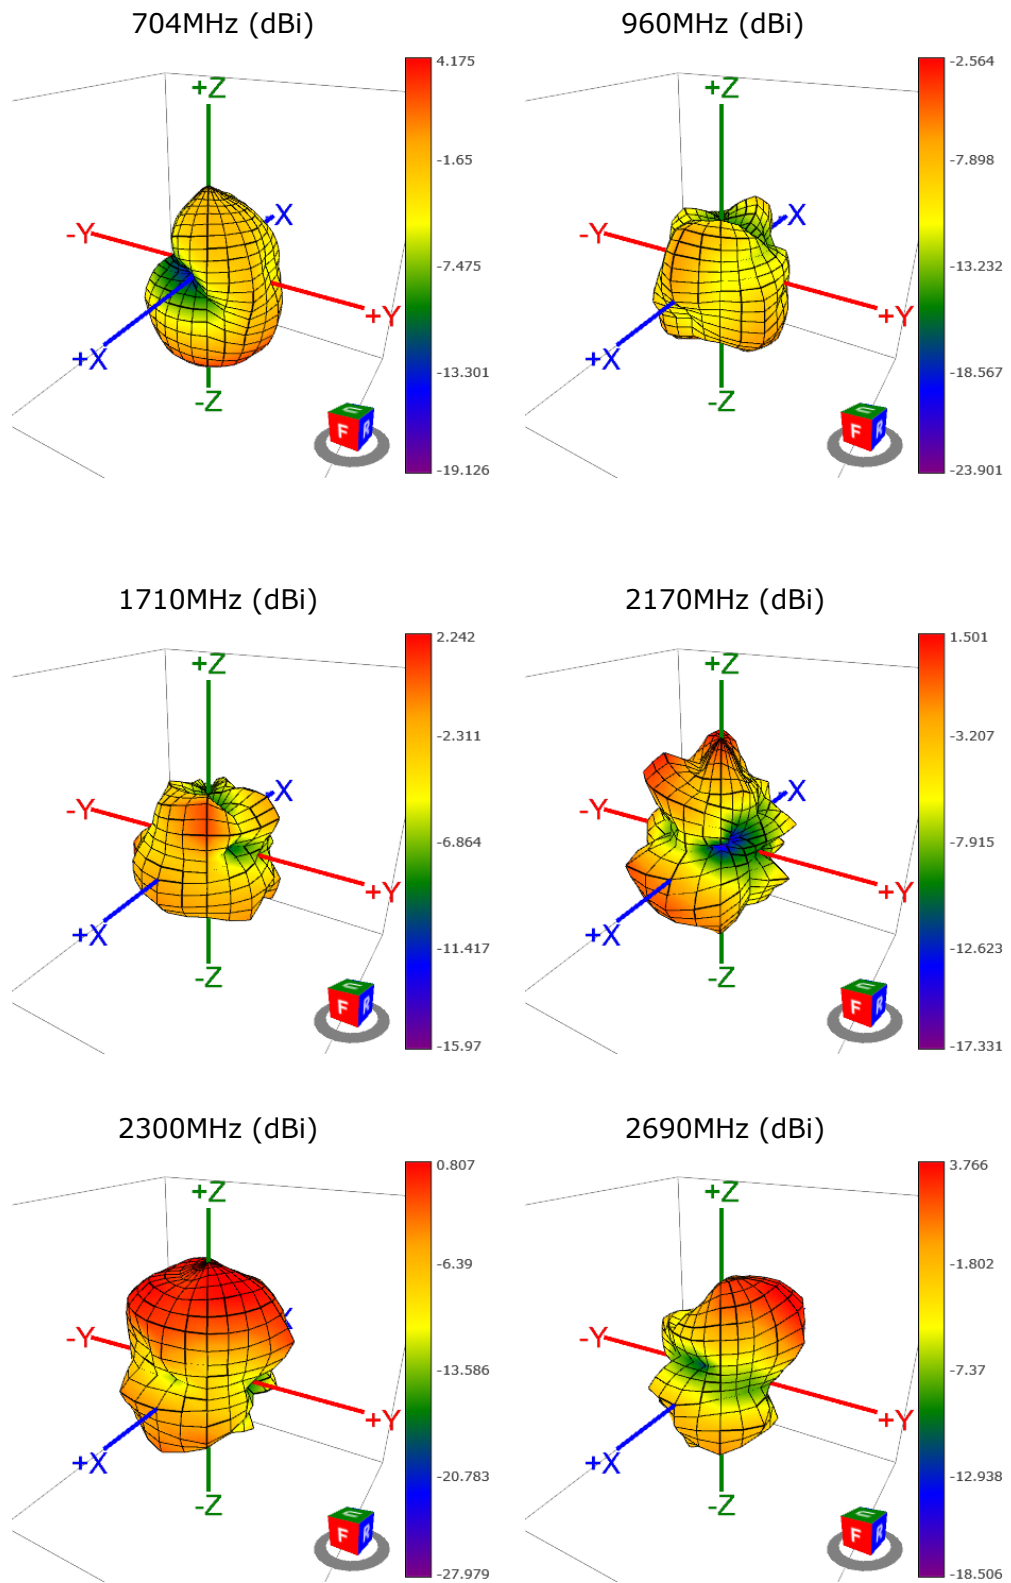 704MHz (dBi)
960MHz (dBi)
4.175
-1.65
-7.475
-13.301
-19.126
+Z
-X
-Y
+Y
+X
-Z
F
R
-2.564
-7.898
-13.232
-18.567
-23.901
+Z
-X
-Y
+Y
+X
-Z
F
R
1710MHz (dBi)
2170MHz (dBi)
2.242
-2.311
-6.864
-11.417
-15.97
+Z
-X
-Y
+Y
+X
-Z
F
R
1.501
-3.207
-7.915
-12.623
-17.331
+Z
-X
-Y
+Y
+X
-Z
F
R
2300MHz (dBi)
2690MHz (dBi)
0.807
-6.39
-13.586
-20.783
-27.979
+Z
X
-Y
+Y
+X
-Z
F
R
3.766
-1.802
-7.37
-12.938
-18.506
+Z
-Y
+Y
+X
-Z
F
R